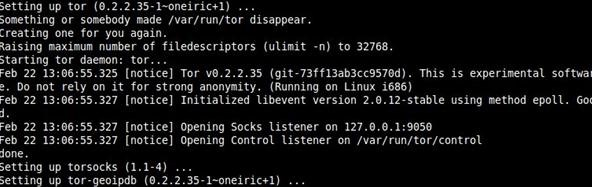 Setting up tor (0.2.2.35-1~oneiric+1) ...
Something or somebody made /var/run/tor disappear.
Creating one for you again.
Raising maximum number of filedescriptors (ulimit -n) to 32768.
Starting tor daemon: tor...
Feb 22 13:06:55.325 [notice] Tor v0.2.2.35 (git-73ff13ab3cc9570d). This is experimental softwar
e. Do not rely on it for strong anonymity. (Running on Linux i686)
Feb 22 13:06:55.327 [notice] Initialized libevent version 2.0.12-stable using method epoll. Goo
d.
Feb 22 13:06:55.327 [notice] Opening Socks listener on 127.0.0.1:9050
Feb 22 13:06:55.327 [notice] Opening Control listener on /var/run/tor/control
done.
Setting up torsocks (1.1-4) ...
Setting up tor-geoipdb (0.2.2.35-1~oneiric+1) ...